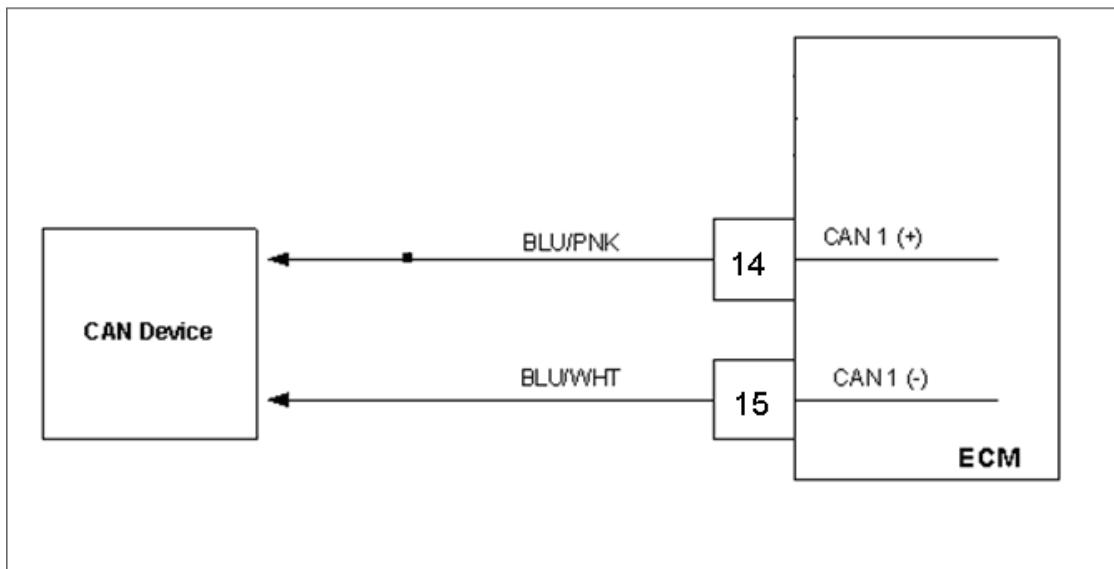 BLU/PNK
14
CAN 1 (+)
CAN Device
BLU/WHT
15
CAN 1 (-)
ECM